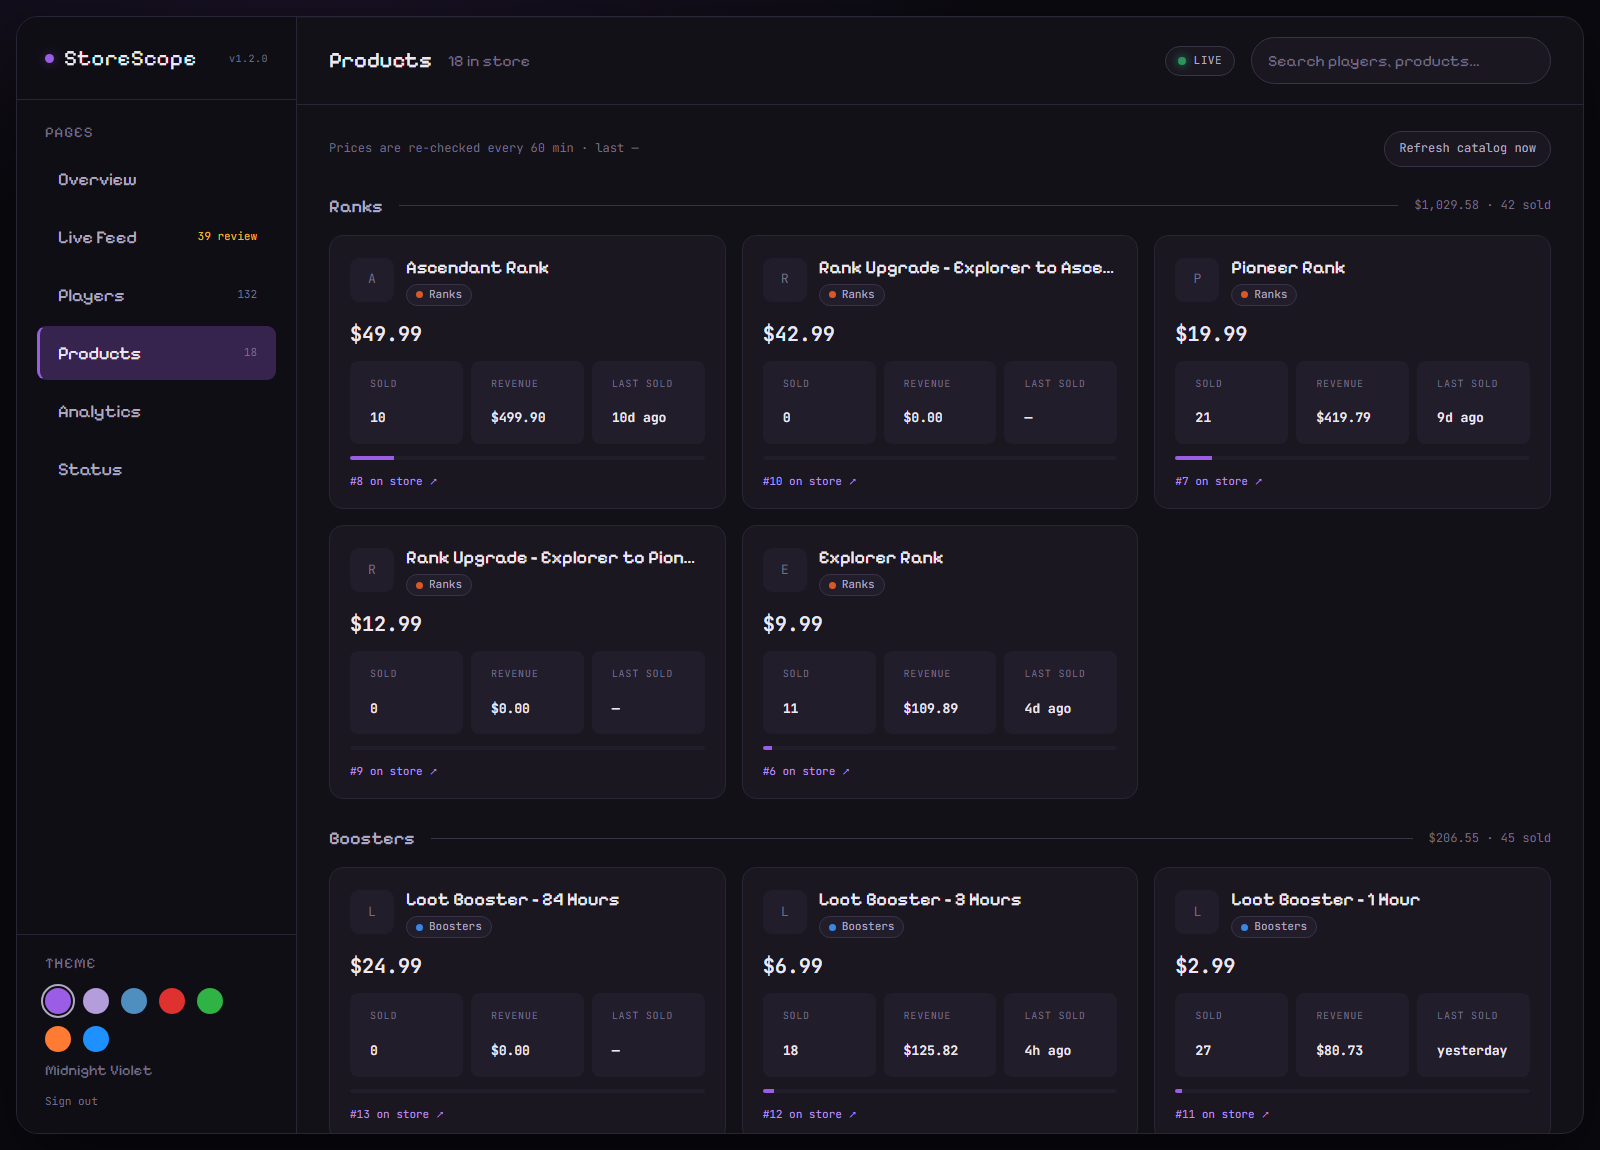 StoreScope v1.2.0
PAGES
Overview
Live Feed 39 review
Players 132
Products 18
Analytics
Status
THEME
Midnight Violet
Sign out
Products 18 in store
LIVE
Search players, products...
Prices are re-checked every 60 min · last —
Refresh catalog now
Ranks $1,029.58 · 42 sold
A
Ascendant Rank
Ranks
$49.99
SOLD REVENUE LAST SOLD
10 $499.90 10d ago
#8 on store ↗
R
Rank Upgrade - Explorer to Asce...
Ranks
$42.99
SOLD REVENUE LAST SOLD
0 $0.00 —
#10 on store ↗
P
Pioneer Rank
Ranks
$19.99
SOLD REVENUE LAST SOLD
21 $419.79 9d ago
#7 on store ↗
R
Rank Upgrade - Explorer to Pion...
Ranks
$12.99
SOLD REVENUE LAST SOLD
0 $0.00 —
#9 on store ↗
E
Explorer Rank
Ranks
$9.99
SOLD REVENUE LAST SOLD
11 $109.89 4d ago
#6 on store ↗
Boosters $206.55 · 45 sold
L
Loot Booster - 24 Hours
Boosters
$24.99
SOLD REVENUE LAST SOLD
0 $0.00 —
#13 on store ↗
L
Loot Booster - 3 Hours
Boosters
$6.99
SOLD REVENUE LAST SOLD
18 $125.82 4h ago
#12 on store ↗
L
Loot Booster - 1 Hour
Boosters
$2.99
SOLD REVENUE LAST SOLD
27 $80.73 yesterday
#11 on store ↗